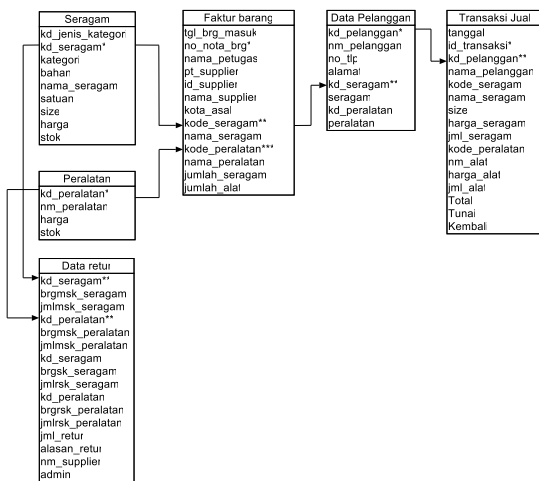 Seragam
kd_jenis_kategori
kd_seragam*
kategori
bahan
nama_seragam
satuan
size
harga
stok
Peralatan
kd_peralatan*
nm_peralatan
harga
stok
Data retur
kd_seragam**
brgmsk_seragam
jmlmsk_seragam
kd_peralatan**
brgmsk_peralatan
jmlmsk_peralatan
kd_seragam
brgsk_seragam
jmlrsk_seragam
kd_peralatan
brgrsk_peralatan
jmlrsk_peralatan
jml_retur
alasan_retur
nm_supplier
admin
Faktur barang
tgl_brg_masuk
no_nota_brg*
nama_petugas
pt_supplier
id_supplier
nama_supplier
kota_asal
kode_seragam**
nama_seragam
kode_peralatan***
nama_peralatan
jumlah_seragam
jumlah_alat
Data Pelanggan
kd_pelanggan*
nm_pelanggan
no_tlp
alamat
kd_seragam**
seragam
kd_peralatan
peralatan
Transaksi Jual
tanggal
id_transaksi*
kd_pelanggan**
nama_pelanggan
kode_seragam
nama_seragam
size
harga_seragam
jml_seragam
kode_peralatan
nm_alat
harga_alat
jml_alat
Total
Tunai
Kembali